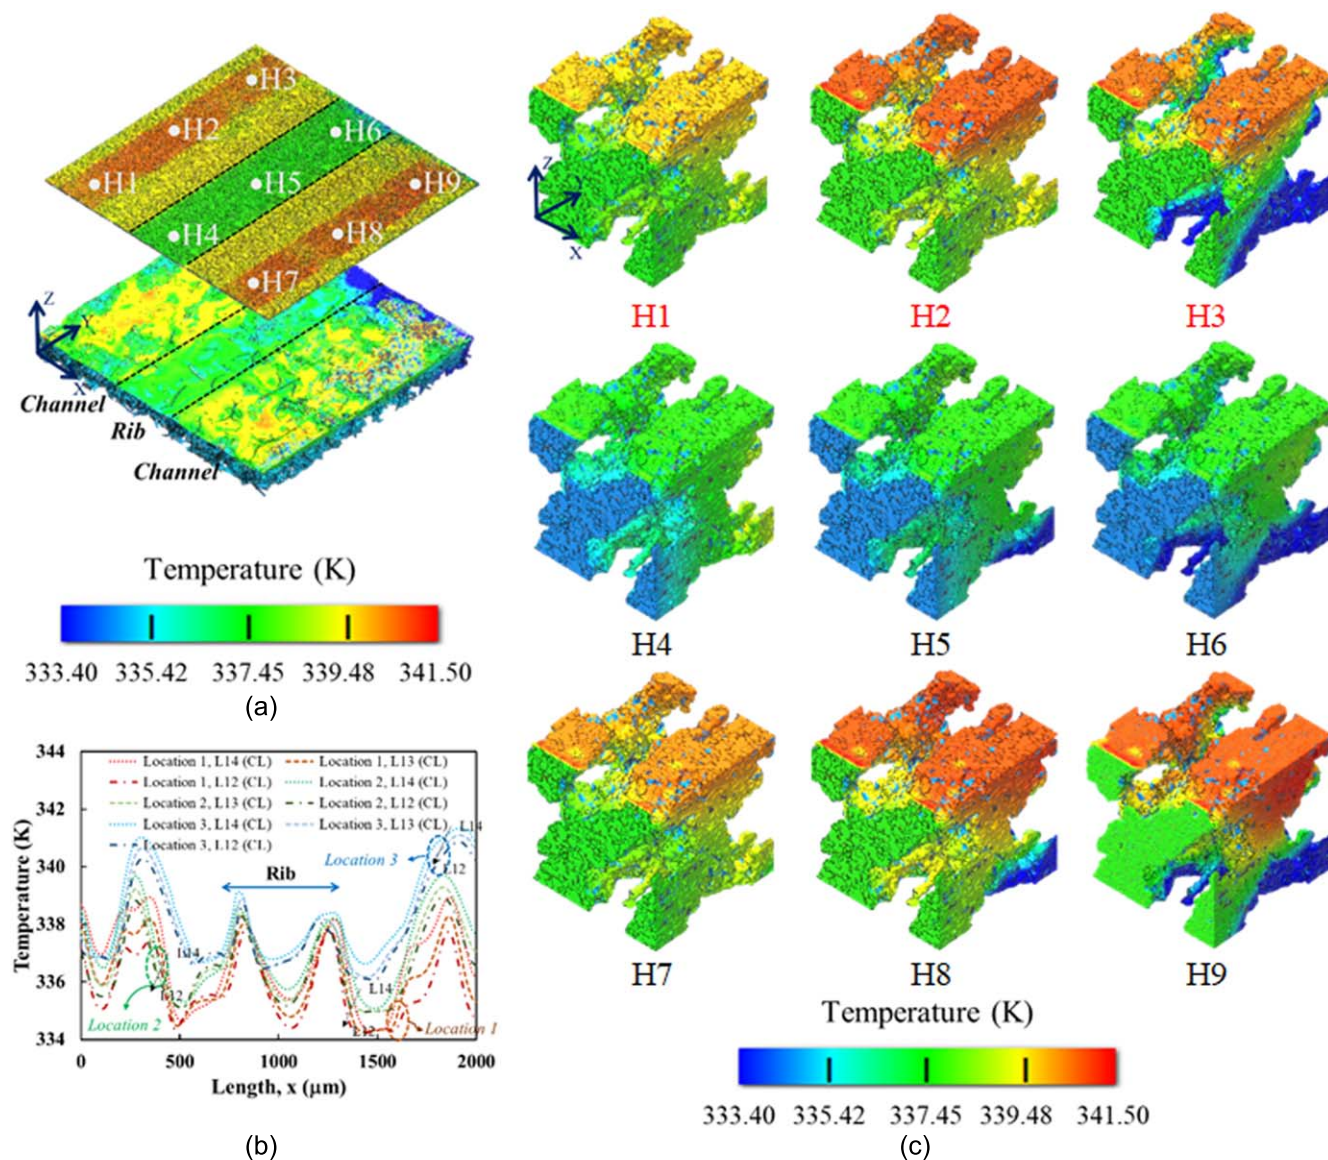 (a)
H3
H2
H6
H1
H5
H9
H4
H8
H7
Z
Y
X
Channel
Rib
Channel
Temperature (K)
333.40 335.42 337.45 339.48 341.50
(a)
Z
X
H1 H2 H3
H4 H5 H6
H7 H8 H9
Temperature (K)
333.40 335.42 337.45 339.48 341.50
(c)
344
342
340
338
336
334
Temperature (K)
Location 1, L14 (CL) Location 1, L13 (CL)
Location 1, L12 (CL) Location 2, L14 (CL)
Location 2, L13 (CL) Location 2, L12 (CL)
Location 3, L14 (CL) Location 3, L13 (CL)
Location 3, L12 (CL)
L14
Location 3
L12
Rib
L14
L12
Location 2
L14
L12
Location 1
0 500 1000 1500 2000
Length, x (μm)
(b)